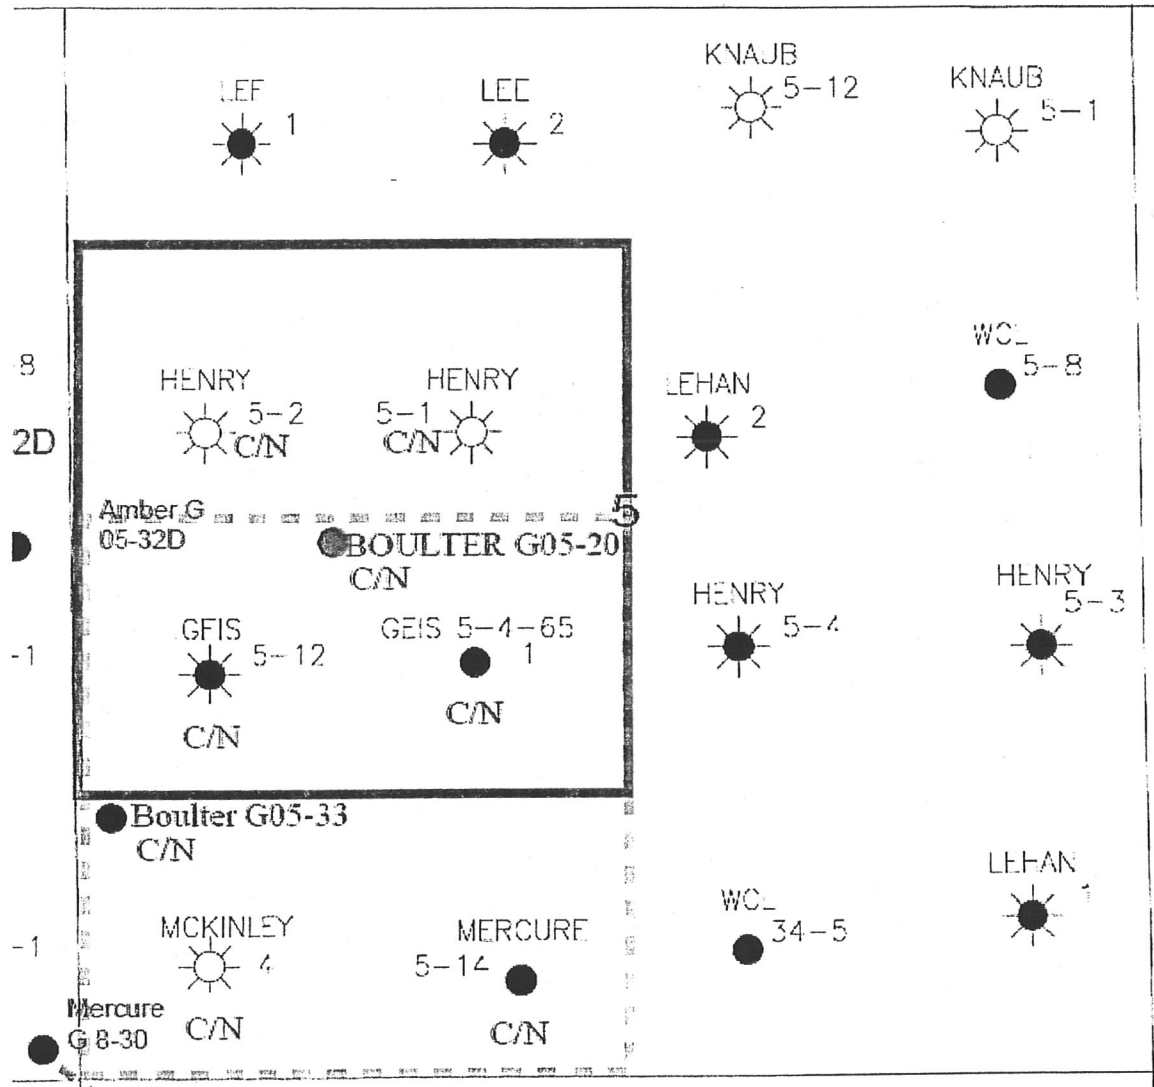 KNAUB
5-12
KNAUB
5-1
LEE
1
LEE
2
WOL
5-8
8
HENRY
5-2
C/N
HENRY
5-1
C/N
LEHAN
2
2D
Amber G
05-32D
5
BOULTER G05-20
C/N
HENRY
5-4
HENRY
5-3
-1
GEIS
5-12
C/N
GEIS 5-4-65
1
C/N
Boulter G05-33
C/N
LEHAN
1
WOL
34-5
-1
MCKINLEY
4
C/N
MERCURE
5-14
C/N
Mercure
G 8-30